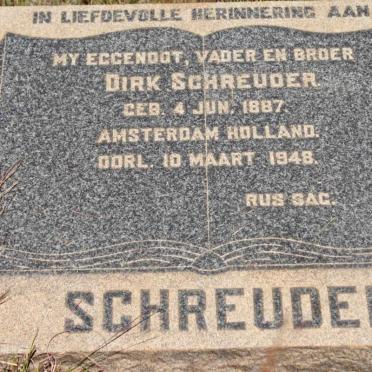 IN LIEFDEVOLLE HERINNERING AAN
MY EGGENOOT, VADER EN BROER
DIRK SCHREUDER
GEB. 4 JUN. 1887.
AMSTERDAM HOLLAND.
OORL. 10 MAART 1948.
RUS SAG.
SCHREUDE